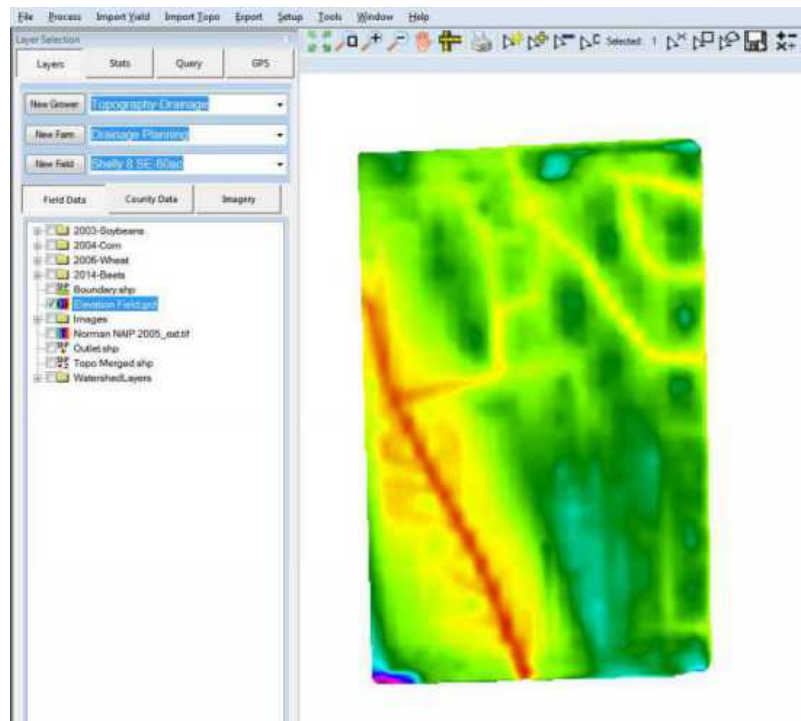 File Process Import Yield Import Topo Export Setup Tools Window Help
Layer Selection
Selected: 1
Layers Stats Query GPS
New Grower Topography-Drainage
New Farm Drainage Planning
New Field Shelly 8 SE-60ac
Field Data County Data Imagery
2003-Soybeans
2004-Corn
2006-Wheat
2014-Beets
Boundary.shp
Elevation Field.grd
Images
Norman NAIP 2005_ext.tif
Outlet.shp
Topo Merged.shp
WatershedLayers